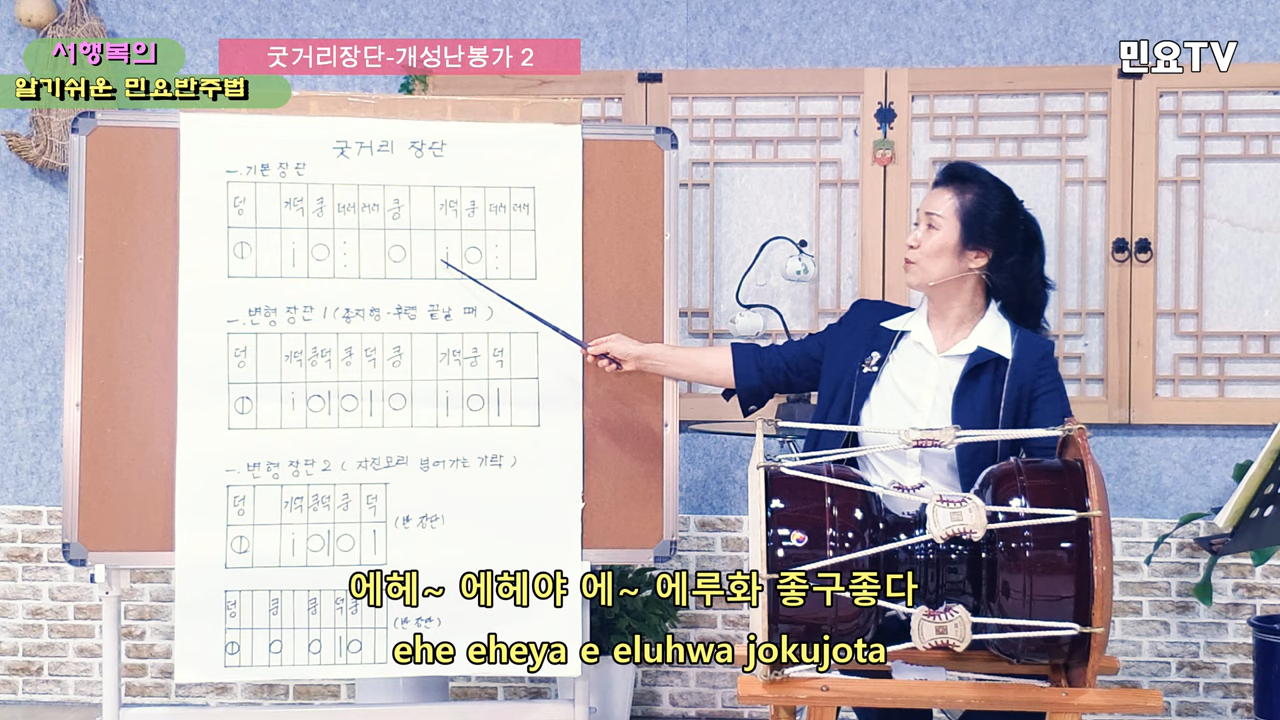 서행복의
알기쉬운 민요반주법
굿거리장단-개성난봉가 2
민요TV
굿거리 장단
一.기본 장단
덩 기덕 쿵 더러 러러 쿵 기덕 쿵 더러 러러
一.변형 장단 1 (종지형-후렴 끝날 때)
덩 기덕 쿵덕 쿵 덕 쿵 기덕 쿵 덕
一.변형 장단 2 (자진모리 넘어가는 가락)
덩 기덕 쿵덕 쿵 덕
(반 장단)
덩 쿵 쿵 덕 쿵
(반 장단)
에헤~ 에헤야 에~ 에루화 좋구좋다
ehe eheya e eluhwa jokujota